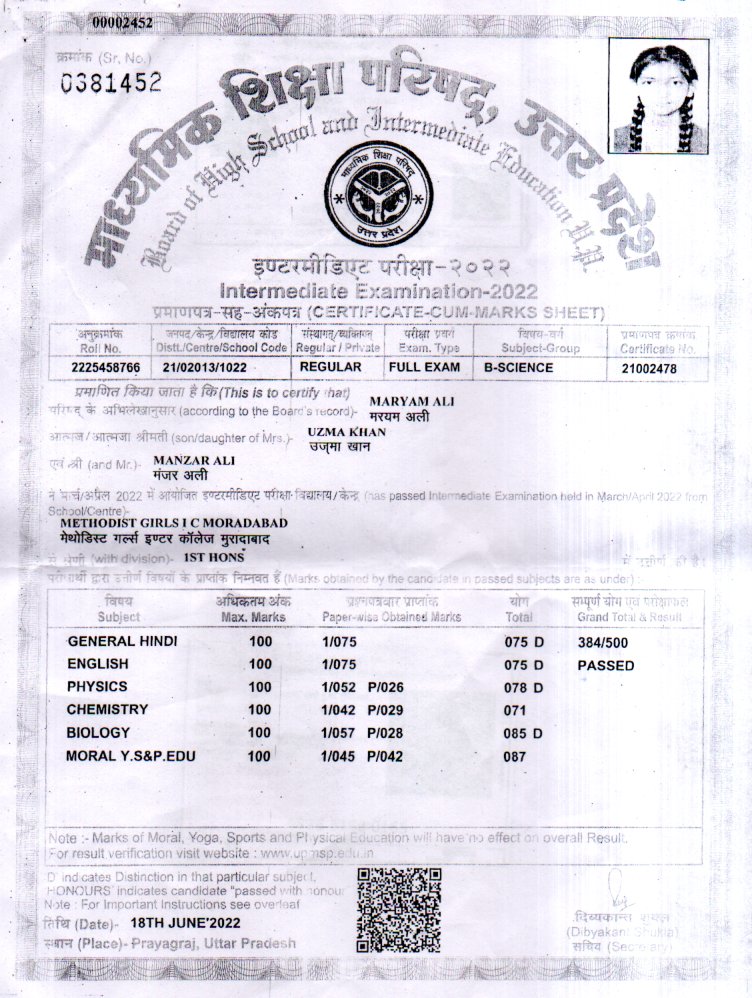 00002452
क्रमांक (Sr. No.)
0381452
माध्यमिक शिक्षा परिषद्, उत्तर प्रदेश
Board of High School and Intermediate Education U.P.
माध्यमिक शिक्षा परिषद्
उत्तर प्रदेश
इण्टरमीडिएट परीक्षा-२०२२
Intermediate Examination-2022
प्रमाणपत्र-सह-अंकपत्र (CERTIFICATE-CUM-MARKS SHEET)
अनुक्रमांक जनपद/केन्द्र/विद्यालय कोड संस्थागत/व्यक्तिगत परीक्षा प्रकार विषय-वर्ग प्रमाणपत्र क्रमांक
Roll No. Distt./Centre/School Code Regular / Private Exam. Type Subject-Group Certificate No.
2225458766 21/02013/1022 REGULAR FULL EXAM B-SCIENCE 21002478
प्रमाणित किया जाता है कि (This is to certify that) MARYAM ALI
परिषद् के अभिलेखानुसार (according to the Board's record)- मरयम अली
आत्मज/आत्मजा श्रीमती (son/daughter of Mrs.)- UZMA KHAN
उज़्मा खान
एवं श्री (and Mr.)- MANZAR ALI
मंजर अली
ने मार्च/अप्रैल 2022 में आयोजित इण्टरमीडिएट परीक्षा विद्यालय/केन्द्र (has passed Intermediate Examination held in March/April 2022 from
School/Centre)-
METHODIST GIRLS I C MORADABAD
मेथोडिस्ट गर्ल्स इण्टर कॉलेज मुरादाबाद
से श्रेणी (with division)- 1ST HONS में उत्तीर्ण की है।
परीक्षार्थी द्वारा उत्तीर्ण विषयों के प्राप्तांक निम्नवत हैं (Marks obtained by the candidate in passed subjects are as under) :
विषय अधिकतम अंक प्रश्नपत्रवार प्राप्तांक योग सम्पूर्ण योग एवं परीक्षाफल
Subject Max. Marks Paper-wise Obtained Marks Total Grand Total & Result
GENERAL HINDI 100 1/075 075 D 384/500
ENGLISH 100 1/075 075 D PASSED
PHYSICS 100 1/052 P/026 078 D
CHEMISTRY 100 1/042 P/029 071
BIOLOGY 100 1/057 P/028 085 D
MORAL Y.S&P.EDU 100 1/045 P/042 087
Note :- Marks of Moral, Yoga, Sports and Physical Education will have no effect on overall Result.
For result verification visit website : www.upmsp.edu.in
'D' indicates Distinction in that particular subject,
'HONOURS' indicates candidate "passed with honour
Note : For Important Instructions see overleaf
तिथि (Date)- 18TH JUNE'2022
स्थान (Place)- Prayagraj, Uttar Pradesh
दिव्यकान्त शुक्ल
(Dibyakant Shukla)
सचिव (Secretary)